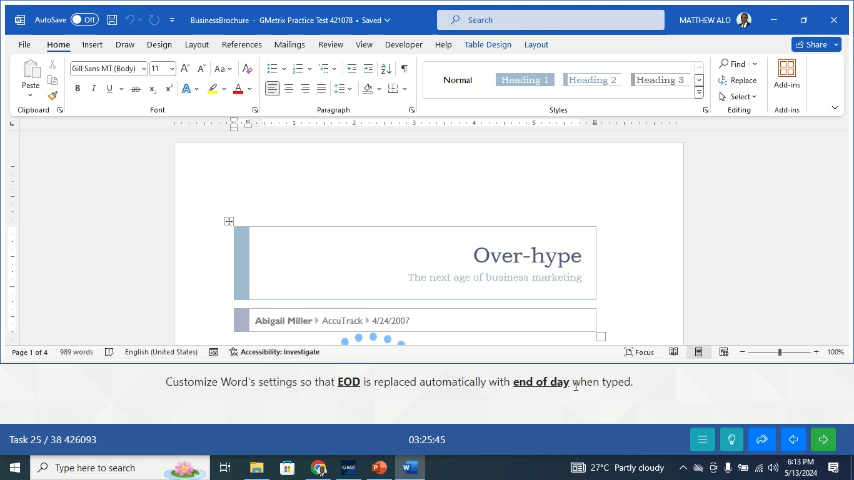 AutoSave Off BusinessBrochure - GMetrix Practice Test 421078 • Saved Search MATTHEW ALO
File Home Insert Draw Design Layout References Mailings Review View Developer Help Table Design Layout Share
Paste Gill Sans MT (Body) 11 Normal Heading 1 Heading 2 Heading 3 Find Replace Select Add-ins
Clipboard Font Paragraph Styles Editing Add-ins
Over-hype
The next age of business marketing
Abigail Miller AccuTrack 4/24/2007
Page 1 of 4 989 words English (United States) Accessibility: Investigate Focus 100%
Customize Word's settings so that EOD is replaced automatically with end of day when typed.
Task 25 / 38 426093 03:25:45
Type here to search 27°C Partly cloudy 6:13 PM
5/13/2024